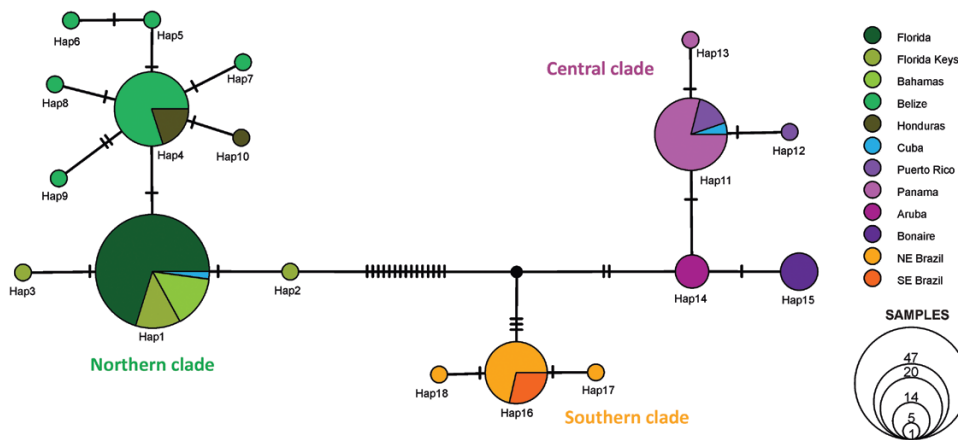 Hap6
Hap5
Hap7
Hap8
Hap4
Hap10
Hap9
Hap3
Hap1
Hap2
Northern clade
Central clade
Hap13
Hap12
Hap11
Hap14
Hap15
Hap18
Hap16
Hap17
Southern clade
Florida
Florida Keys
Bahamas
Belize
Honduras
Cuba
Puerto Rico
Panama
Aruba
Bonaire
NE Brazil
SE Brazil
SAMPLES
47
20
14
5
1